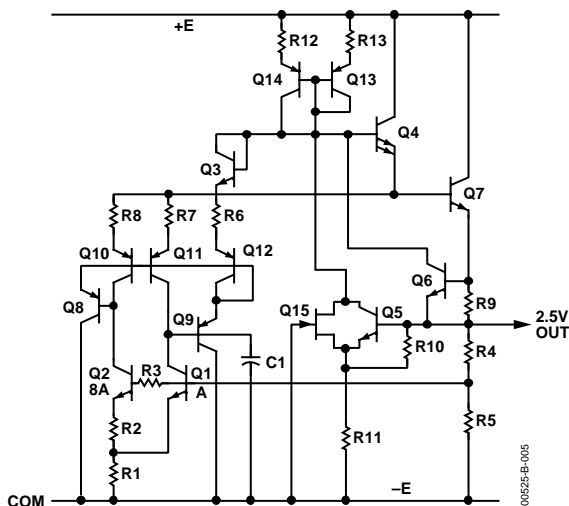 +E
R12
R13
Q14
Q13
Q4
Q3
Q7
R8
R7
R6
Q10
Q11
Q12
Q6
Q8
R9
Q15
Q5
2.5V
OUT
Q9
R10
R4
C1
Q2
8A
R3
Q1
A
R2
R11
R5
R1
COM
–E
00525-B-005